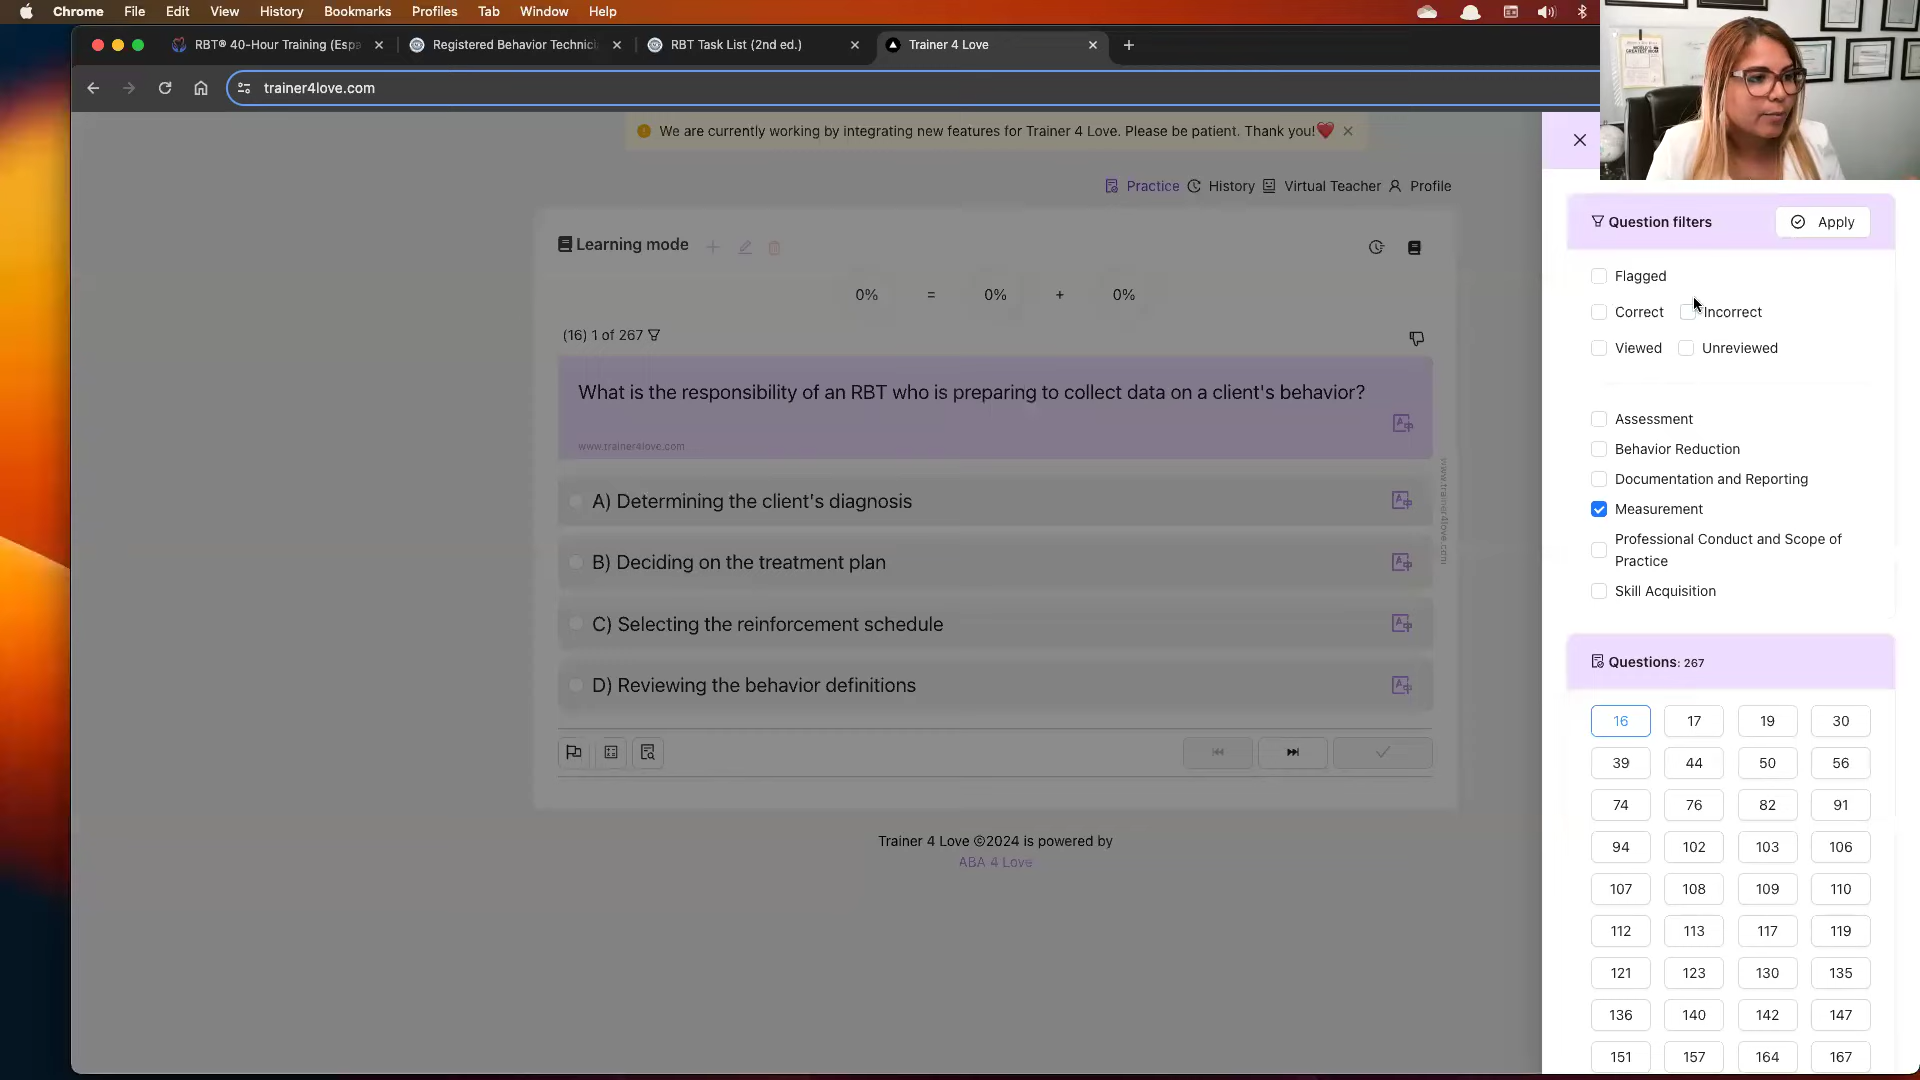 Chrome File Edit View History Bookmarks Profiles Tab Window Help
RBT® 40-Hour Training (Espa
Registered Behavior Technici
RBT Task List (2nd ed.)
Trainer 4 Love
trainer4love.com
We are currently working by integrating new features for Trainer 4 Love. Please be patient. Thank you!❤️
Practice History Virtual Teacher Profile
Learning mode
0% = 0% + 0%
(16) 1 of 267
What is the responsibility of an RBT who is preparing to collect data on a client's behavior?
www.trainer4love.com
www.trainer4love.com
A) Determining the client's diagnosis
B) Deciding on the treatment plan
C) Selecting the reinforcement schedule
D) Reviewing the behavior definitions
Trainer 4 Love ©2024 is powered by
ABA 4 Love
Question filters
Apply
Flagged
Correct Incorrect
Viewed Unreviewed
Assessment
Behavior Reduction
Documentation and Reporting
Measurement
Professional Conduct and Scope of
Practice
Skill Acquisition
Questions: 267
16 17 19 30
39 44 50 56
74 76 82 91
94 102 103 106
107 108 109 110
112 113 117 119
121 123 130 135
136 140 142 147
151 157 164 167